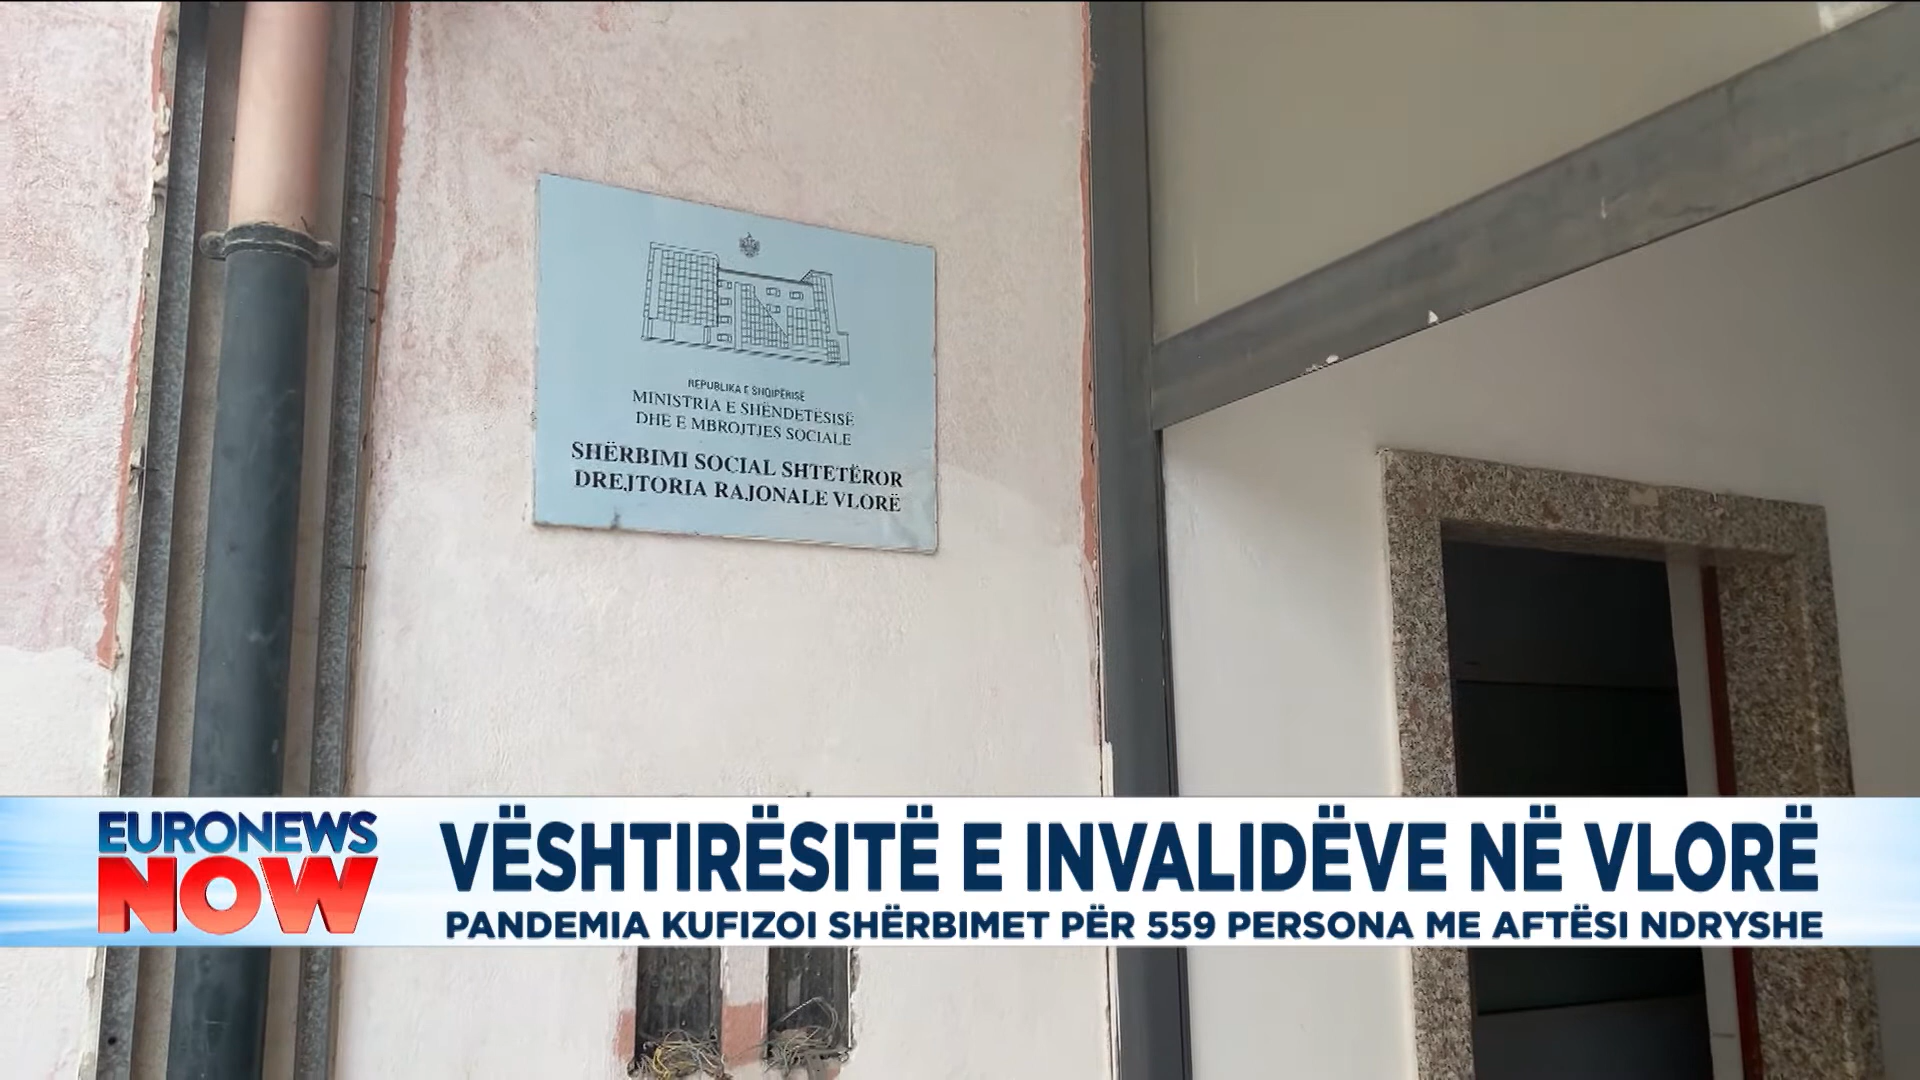 REPUBLIKA E SHQIPËRISË
MINISTRIA E SHËNDETËSISË
DHE E MBROJTJES SOCIALE
SHËRBIMI SOCIAL SHTETËROR
DREJTORIA RAJONALE VLORË
EURONEWS
NOW
VËSHTIRËSITË E INVALIDËVE NË VLORË
PANDEMIA KUFIZOI SHËRBIMET PËR 559 PERSONA ME AFTËSI NDRYSHE